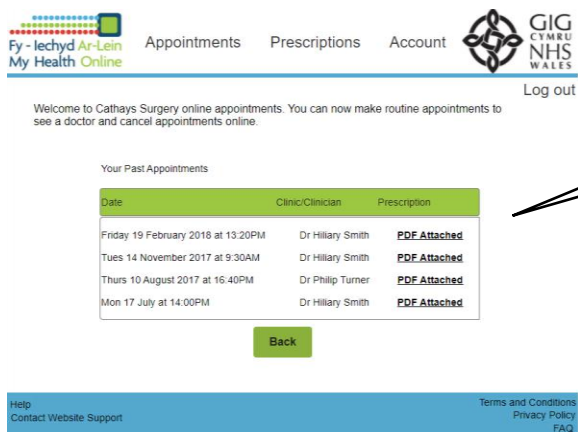 Fy - Iechyd Ar-Lein
My Health Online
Appointments Prescriptions Account
GIG
CYMRU
NHS
WALES
Log out
Welcome to Cathays Surgery online appointments. You can now make routine appointments to
see a doctor and cancel appointments online.
Your Past Appointments
Date Clinic/Clinician Prescription
Friday 19 February 2018 at 13:20PM Dr Hiliary Smith PDF Attached
Tues 14 November 2017 at 9:30AM Dr Hiliary Smith PDF Attached
Thurs 10 August 2017 at 16:40PM Dr Philip Turner PDF Attached
Mon 17 July at 14:00PM Dr Hiliary Smith PDF Attached
Back
Help
Contact Website Support
Terms and Conditions
Privacy Policy
FAQ